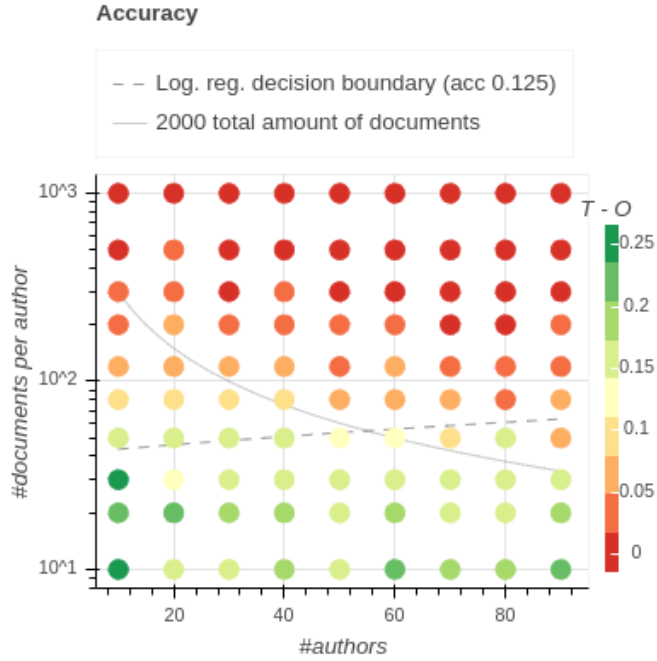 Accuracy
Log. reg. decision boundary (acc 0.125)
2000 total amount of documents
10^3
10^2
10^1
#documents per author
20
40
60
80
#authors
T - O
0.25
0.2
0.15
0.1
0.05
0